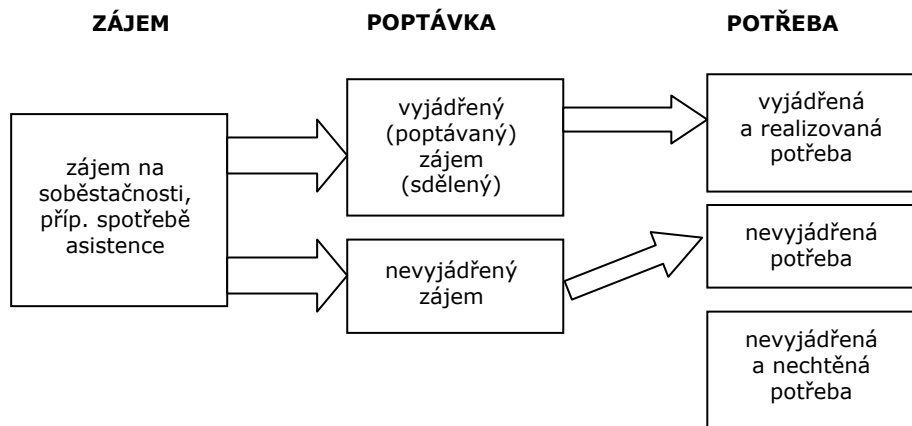 ZÁJEM
POPTÁVKA
POTŘEBA
zájem na
soběstačnosti,
příp. spotřebě
asistence
vyjádřený
(poptávaný)
zájem
(sdělený)
nevyjádřený
zájem
vyjádřená
a realizovaná
potřeba
nevyjádřená
potřeba
nevyjádřená
a nechtěná
potřeba